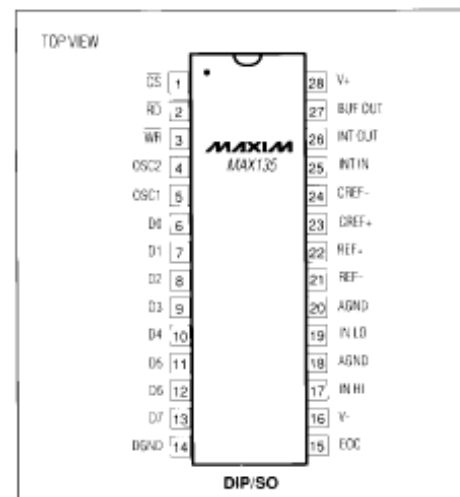 TOP VIEW
CS 1
RD 2
WR 3
OSC2 4
OSC1 5
D0 6
D1 7
D2 8
D3 9
D4 10
D5 11
D6 12
D7 13
DGND 14
MAXIM
MAX135
28 V+
27 BUF OUT
26 INT OUT
25 INT IN
24 CREF-
23 CREF+
22 REF+
21 REF-
20 AGND
19 IN LO
18 AGND
17 IN HI
16 V-
15 EOC
DIP/SO